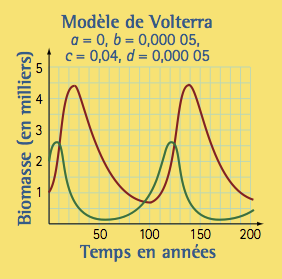 Modèle de Volterra
a = 0, b = 0,000 05,
c = 0,04, d = 0,000 05
Biomasse (en milliers)
5
4
3
2
1
50 100 150 200
Temps en années